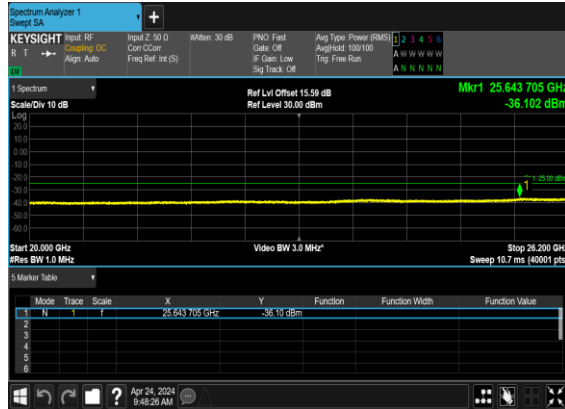 Spectrum Analyzer 1
Swept SA
+
KEYSIGHT Input: RF Input Z: 50 Ω #Atten: 30 dB PNO: Fast Avg Type: Power (RMS) 1 2 3 4 5 6
R T Coupling: DC Corr CCorr Gate: Off Avg|Hold: 100/100 A W W W W W
Align: Auto Freq Ref: Int (S) IF Gain: Low Trig: Free Run
Sig Track: Off A N N N N N
1 Spectrum Ref Lvl Offset 15.59 dB Mkr1 25.643 705 GHz
Scale/Div 10 dB Ref Level 30.00 dBm -36.102 dBm
Log
20.0
10.0
0.00
-10.0
-20.0
-25.00 dBm
-30.0 1
-40.0
-50.0
-60.0
Start 20.000 GHz Video BW 3.0 MHz* Stop 26.200 GHz
#Res BW 1.0 MHz Sweep 10.7 ms (40001 pts)
5 Marker Table
Mode Trace Scale X Y Function Function Width Function Value
1 N 1 f 25.643 705 GHz -36.10 dBm
2
3
4
5
6
? Apr 24, 2024
9:48:26 AM